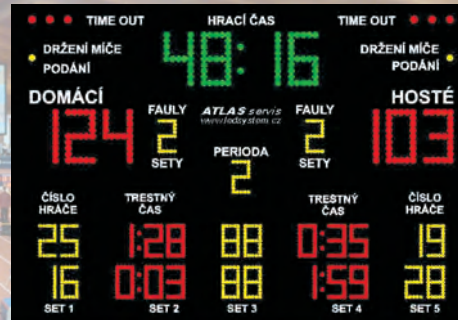 TIME OUT HRACÍ ČAS TIME OUT
48:16
DRŽENÍ MÍČE DRŽENÍ MÍČE
PODÁNÍ PODÁNÍ
DOMÁCÍ HOSTÉ
FAULY ATLAS servis FAULY
www.ledsystem.cz
124 2 2 103
SETY PERIODA SETY
2
ČÍSLO HRÁČE TRESTNÝ ČAS TRESTNÝ ČAS ČÍSLO HRÁČE
25 1:28 88 0:35 19
16 0:03 88 1:59 28
SET 1 SET 2 SET 3 SET 4 SET 5